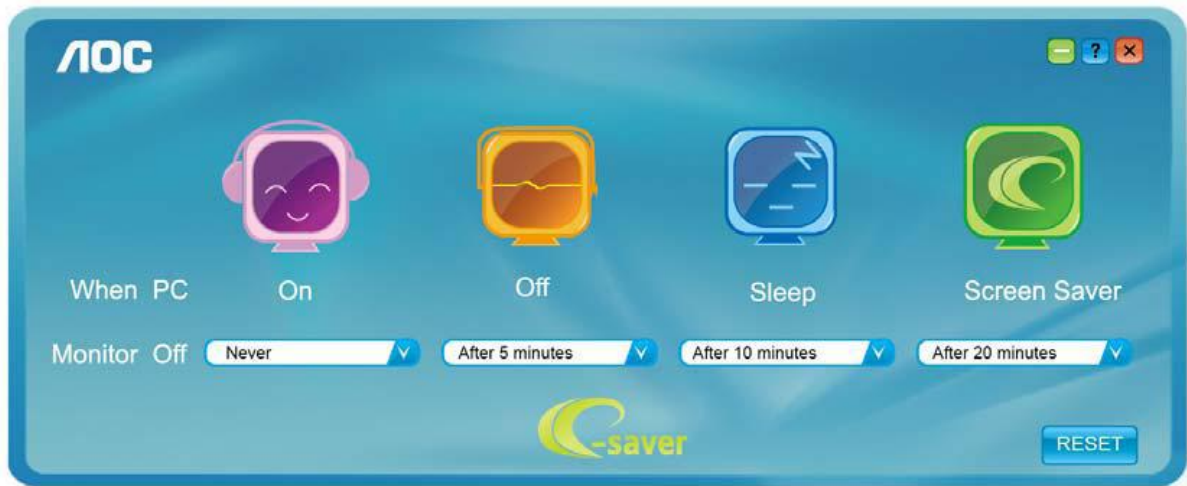 AOC
?
When PC On Off Sleep Screen Saver
Monitor Off Never After 5 minutes After 10 minutes After 20 minutes
e-saver
RESET